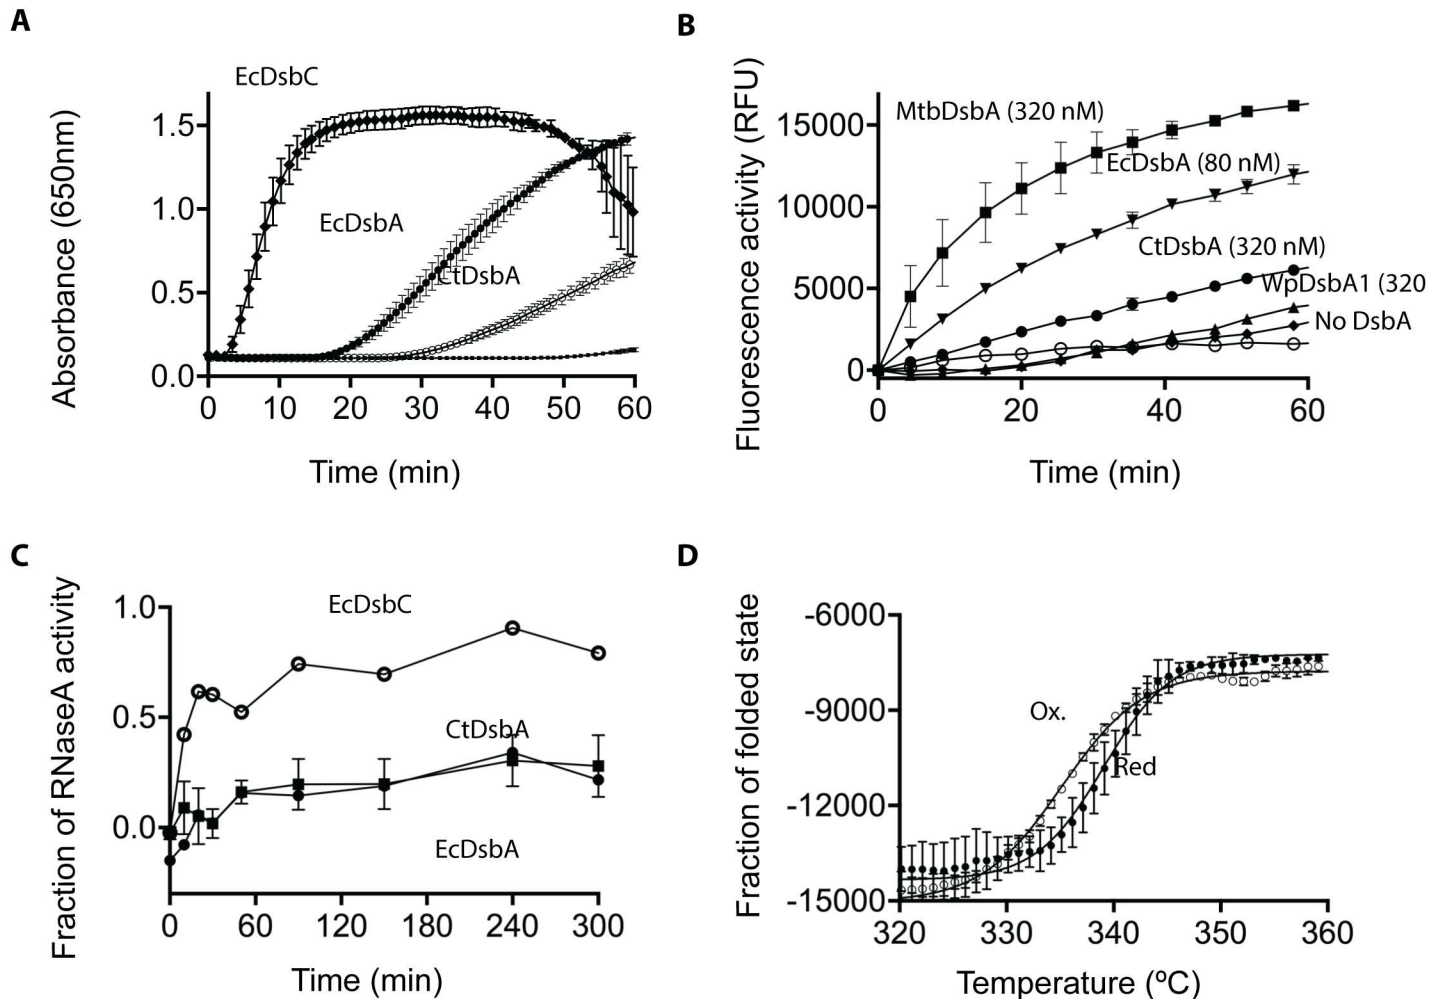 A
EcDsbC
Absorbance (650nm)
1.5
1.0
0.5
0.0
EcDsbA
CtDsbA
0 10 20 30 40 50 60
Time (min)
B
Fluorescence activity (RFU)
15000
10000
5000
0
MtbDsbA (320 nM)
EcDsbA (80 nM)
CtDsbA (320 nM)
WpDsbA1 (320
No DsbA
0 20 40 60
Time (min)
C
Fraction of RNaseA activity
1.0
0.5
0.0
EcDsbC
CtDsbA
EcDsbA
0 60 120 180 240 300
Time (min)
D
Fraction of folded state
-6000
-9000
-12000
-15000
Ox.
Red
320 330 340 350 360
Temperature (ºC)